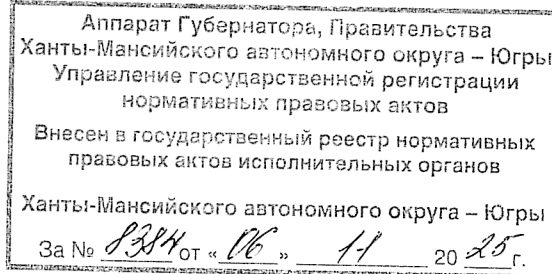 Аппарат Губернатора, Правительства
Ханты-Мансийского автономного округа – Югры
Управление государственной регистрации
нормативных правовых актов
Внесен в государственный реестр нормативных
правовых актов исполнительных органов
Ханты-Мансийского автономного округа – Югры
За № 8384 от « 06 » 11 20 25 г.